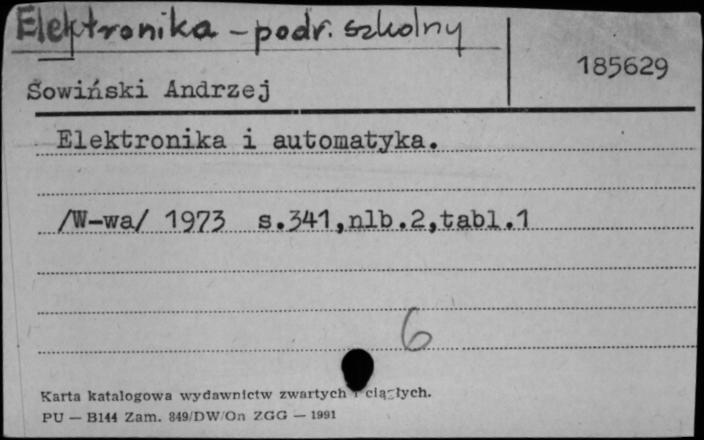 Elektronika - podr. szkolny
185629
Sowiński Andrzej
Elektronika i automatyka.
/W-wa/ 1973 s.341,nlb.2,tabl.1
6
Karta katalogowa wydawnictw zwartych i ciągłych.
PU — B144 Zam. 849/DW/On ZGG — 1991